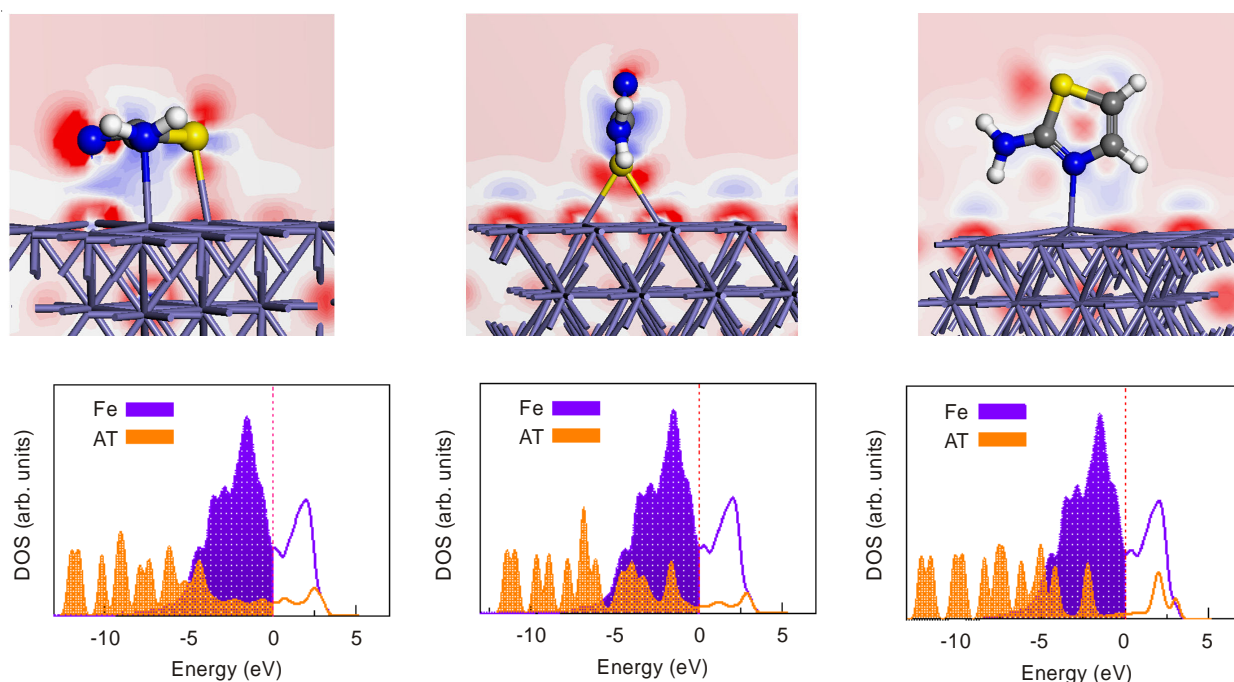 Fe
AT
DOS (arb. units)
-10
-5
0
5
Energy (eV)
Fe
AT
DOS (arb. units)
-10
-5
0
5
Energy (eV)
Fe
AT
DOS (arb. units)
-10
-5
0
5
Energy (eV)